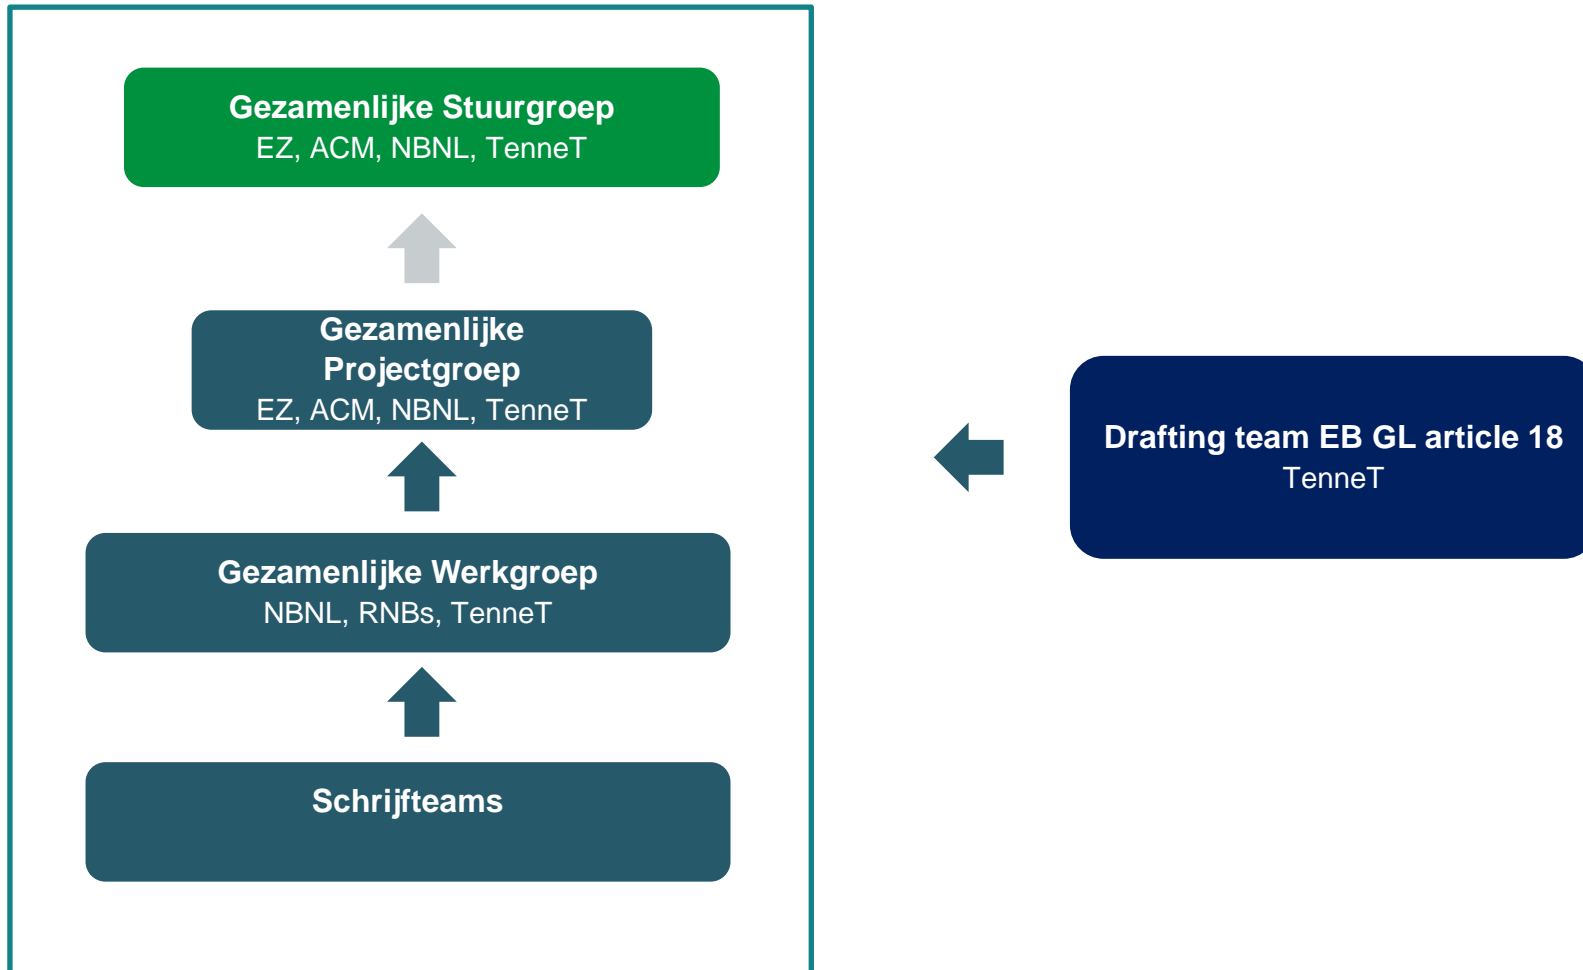 Gezamenlijke Stuurgroep
EZ, ACM, NBNL, TenneT
Gezamenlijke
Projectgroep
EZ, ACM, NBNL, TenneT
Gezamenlijke Werkgroep
NBNL, RNBs, TenneT
Schrijfteams
Drafting team EB GL article 18
TenneT